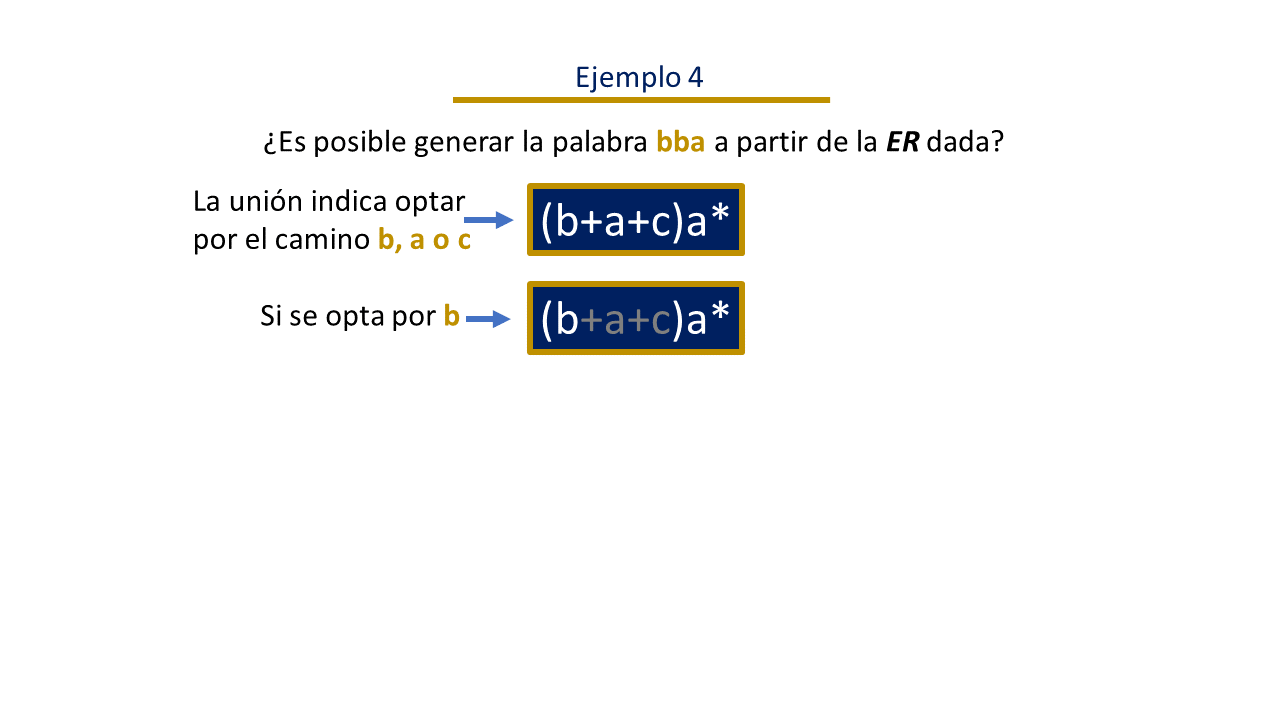 Ejemplo 4
¿Es posible generar la palabra bba a partir de la ER dada?
La unión indica optar
por el camino b, a o c
(b+a+c)a*
Si se opta por b
(b+a+c)a*